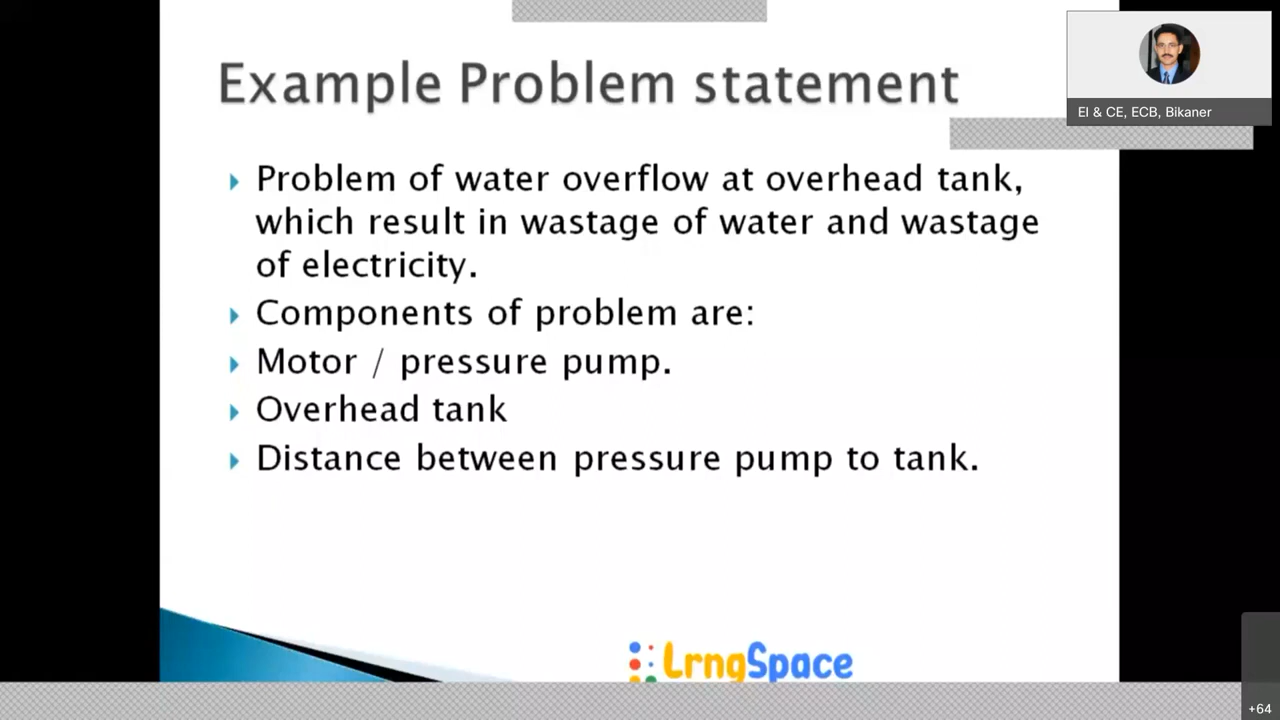 Example Problem statement
El & CE, ECB, Bikaner
Problem of water overflow at overhead tank,
which result in wastage of water and wastage
of electricity.
Components of problem are:
Motor / pressure pump.
Overhead tank
Distance between pressure pump to tank.
LrngSpace
+64